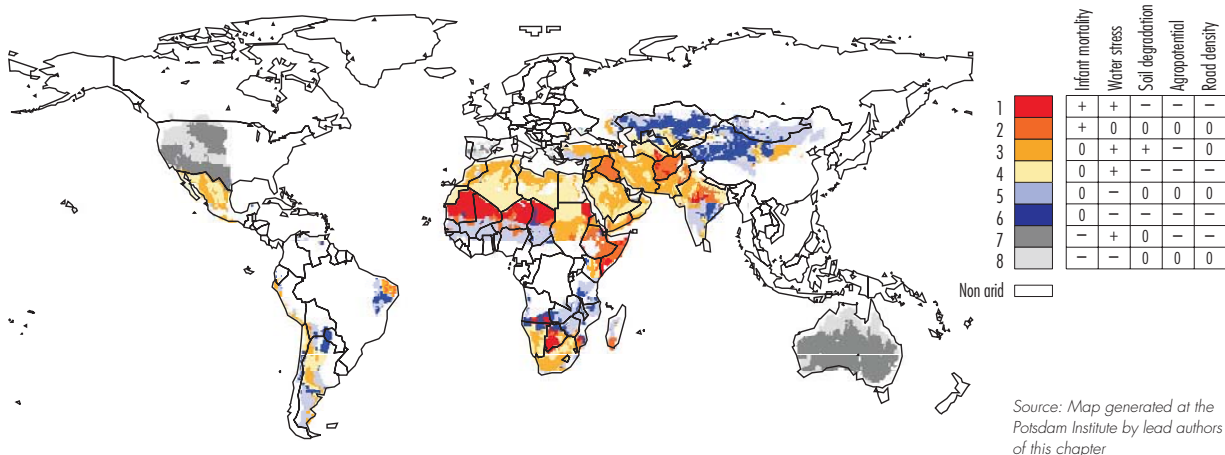 Infant mortality
Water stress
Soil degradation
Agropotential
Road density
1 + + – – –
2 + 0 0 0 0
3 0 + + – 0
4 0 + – – –
5 0 – 0 0 0
6 0 – – – –
7 – + 0 – –
8 – – 0 0 0
Non arid
Source: Map generated at the
Potsdam Institute by lead authors
of this chapter